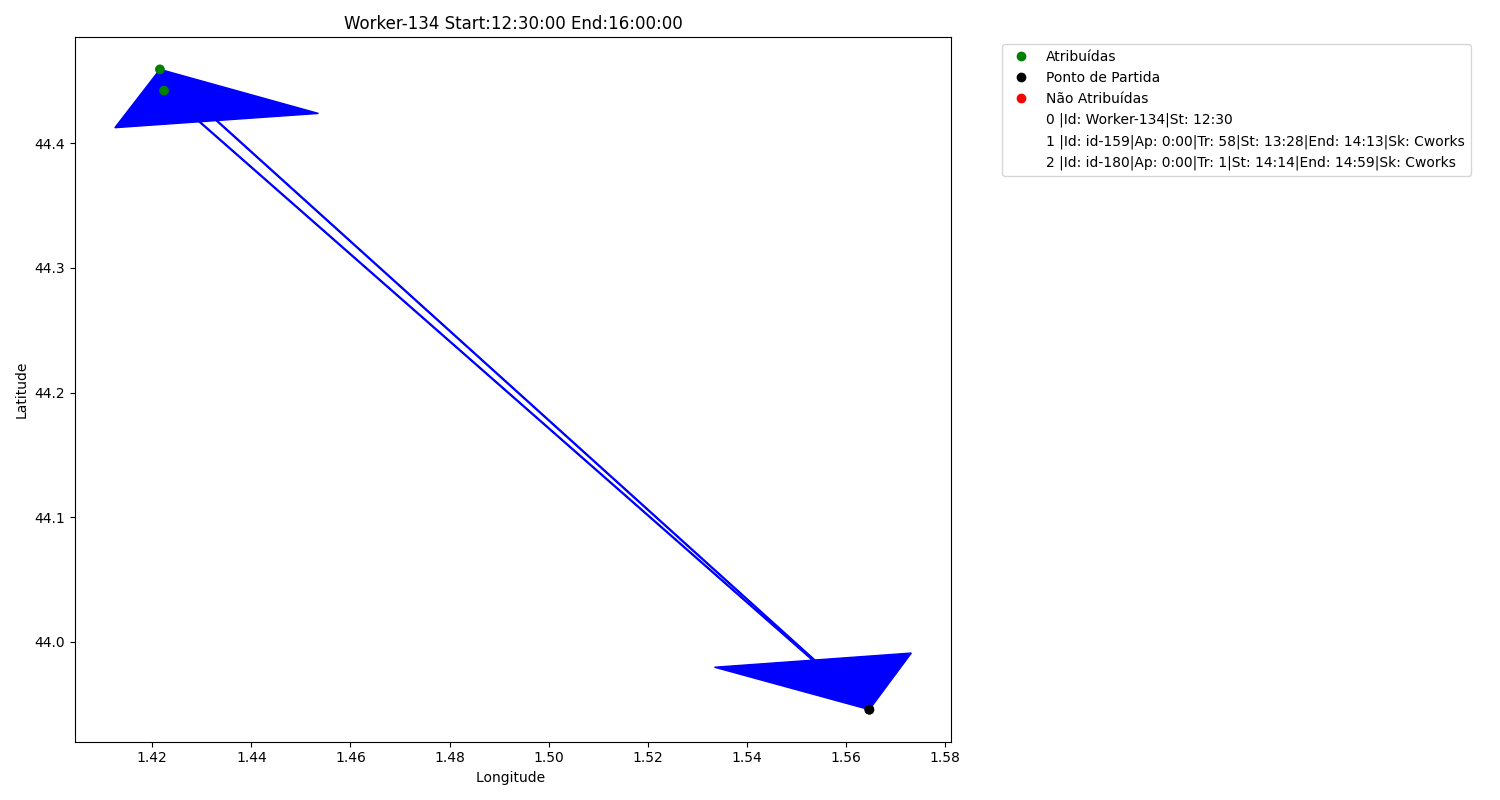 Worker-134 Start:12:30:00 End:16:00:00
Atribuídas
Ponto de Partida
Não Atribuídas
0 |Id: Worker-134|St: 12:30
1 |Id: id-159|Ap: 0:00|Tr: 58|St: 13:28|End: 14:13|Sk: Cworks
2 |Id: id-180|Ap: 0:00|Tr: 1|St: 14:14|End: 14:59|Sk: Cworks
Latitude
44.4
44.3
44.2
44.1
44.0
1.42 1.44 1.46 1.48 1.50 1.52 1.54 1.56 1.58
Longitude